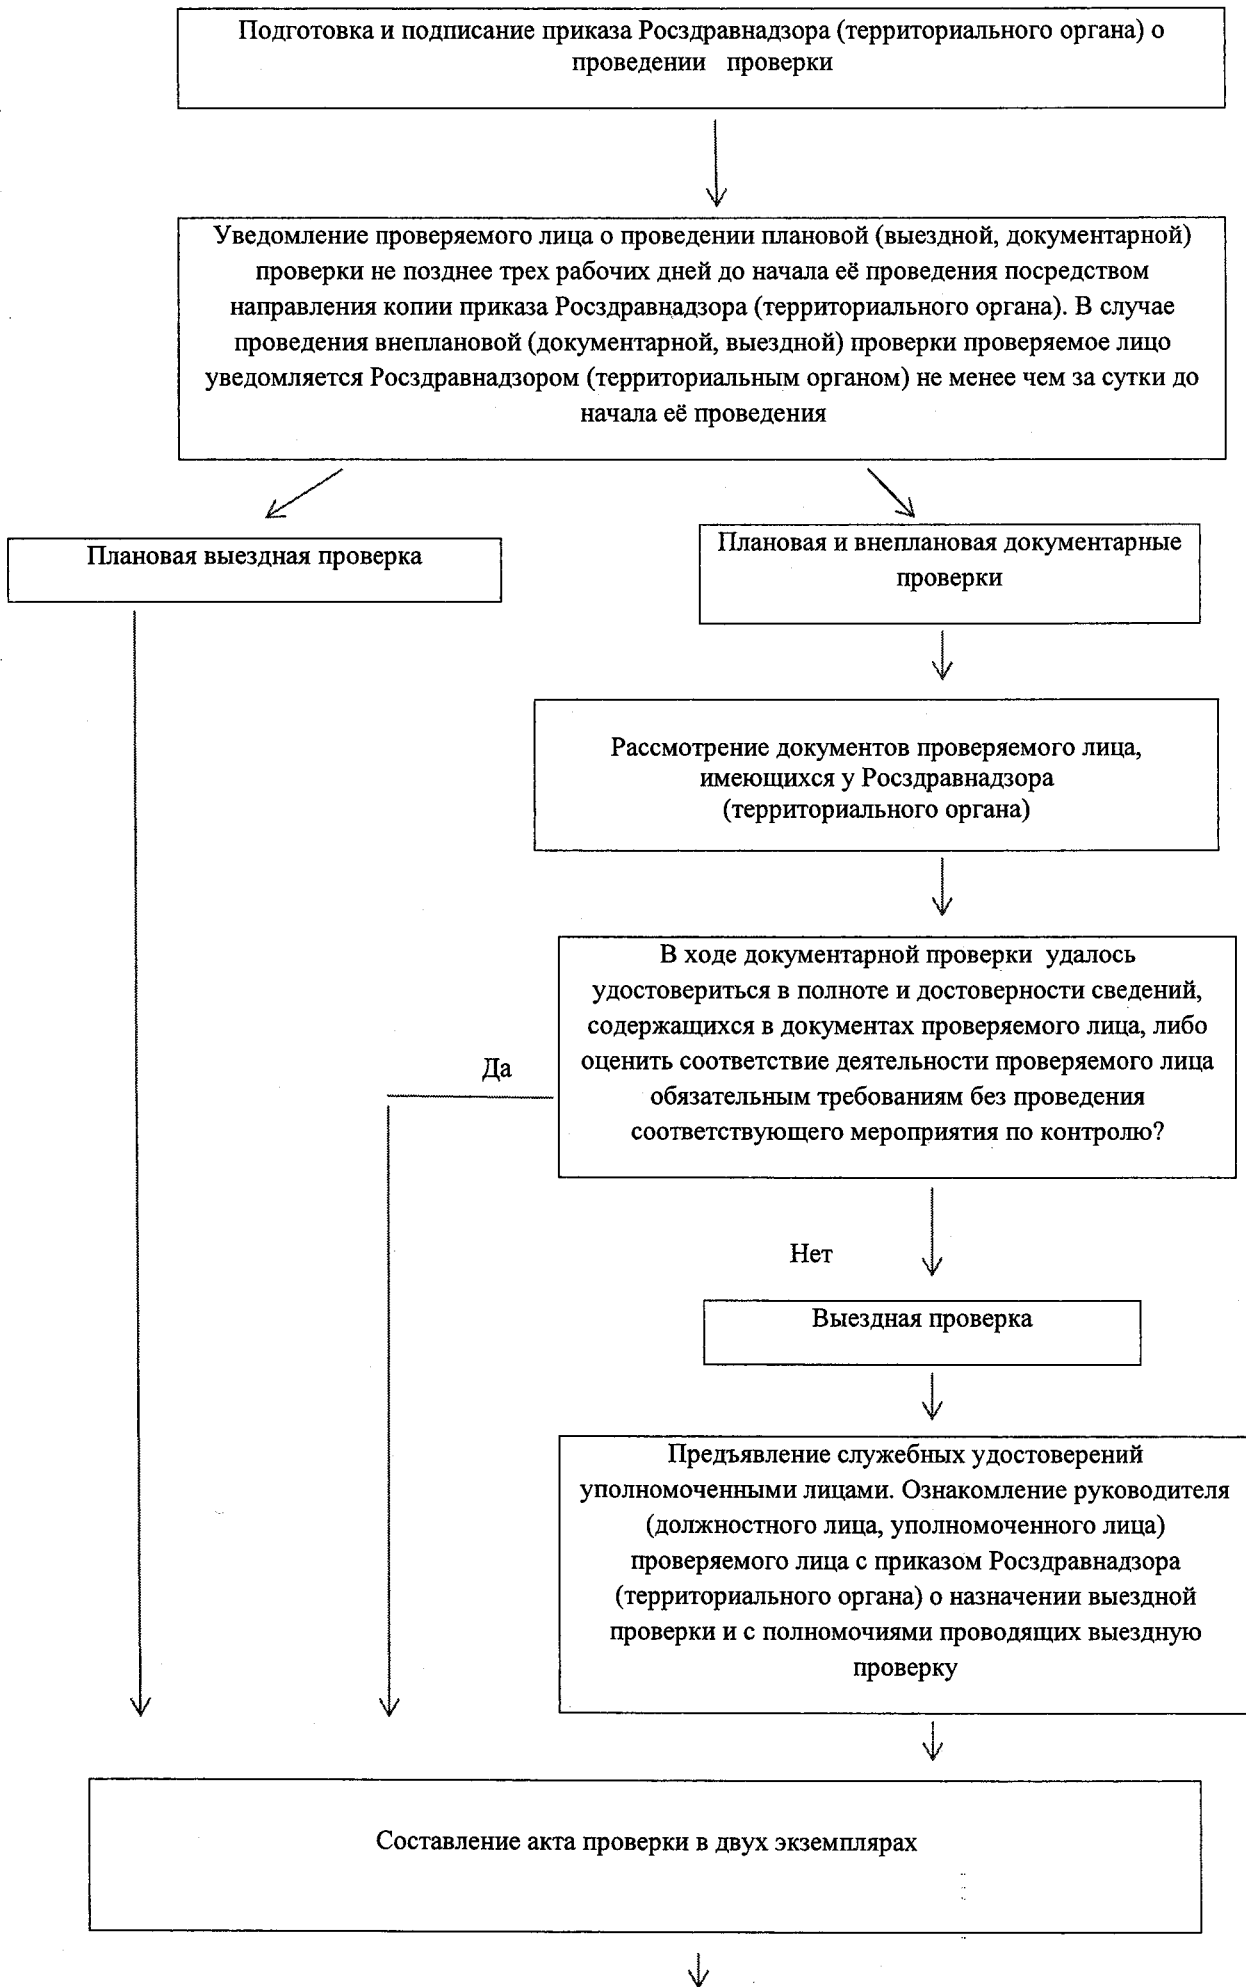 Подготовка и подписание приказа Росздравнадзора (территориального органа) о
проведении проверки
Уведомление проверяемого лица о проведении плановой (выездной, документарной)
проверки не позднее трех рабочих дней до начала её проведения посредством
направления копии приказа Росздравнадзора (территориального органа). В случае
проведения внеплановой (документарной, выездной) проверки проверяемое лицо
уведомляется Росздравнадзором (территориальным органом) не менее чем за сутки до
начала её проведения
Плановая выездная проверка
Плановая и внеплановая документарные
проверки
Рассмотрение документов проверяемого лица,
имеющихся у Росздравнадзора
(территориального органа)
В ходе документарной проверки удалось
удостовериться в полноте и достоверности сведений,
содержащихся в документах проверяемого лица, либо
оценить соответствие деятельности проверяемого лица
обязательным требованиям без проведения
соответствующего мероприятия по контролю?
Да
Нет
Выездная проверка
Предъявление служебных удостоверений
уполномоченными лицами. Ознакомление руководителя
(должностного лица, уполномоченного лица)
проверяемого лица с приказом Росздравнадзора
(территориального органа) о назначении выездной
проверки и с полномочиями проводящих выездную
проверку
Составление акта проверки в двух экземплярах